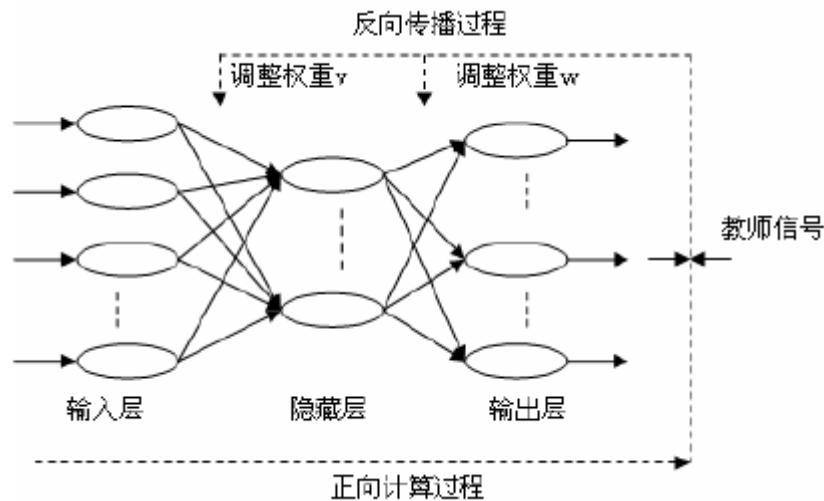 反向传播过程
调整权重v
调整权重w
教师信号
输入层
隐藏层
输出层
正向计算过程